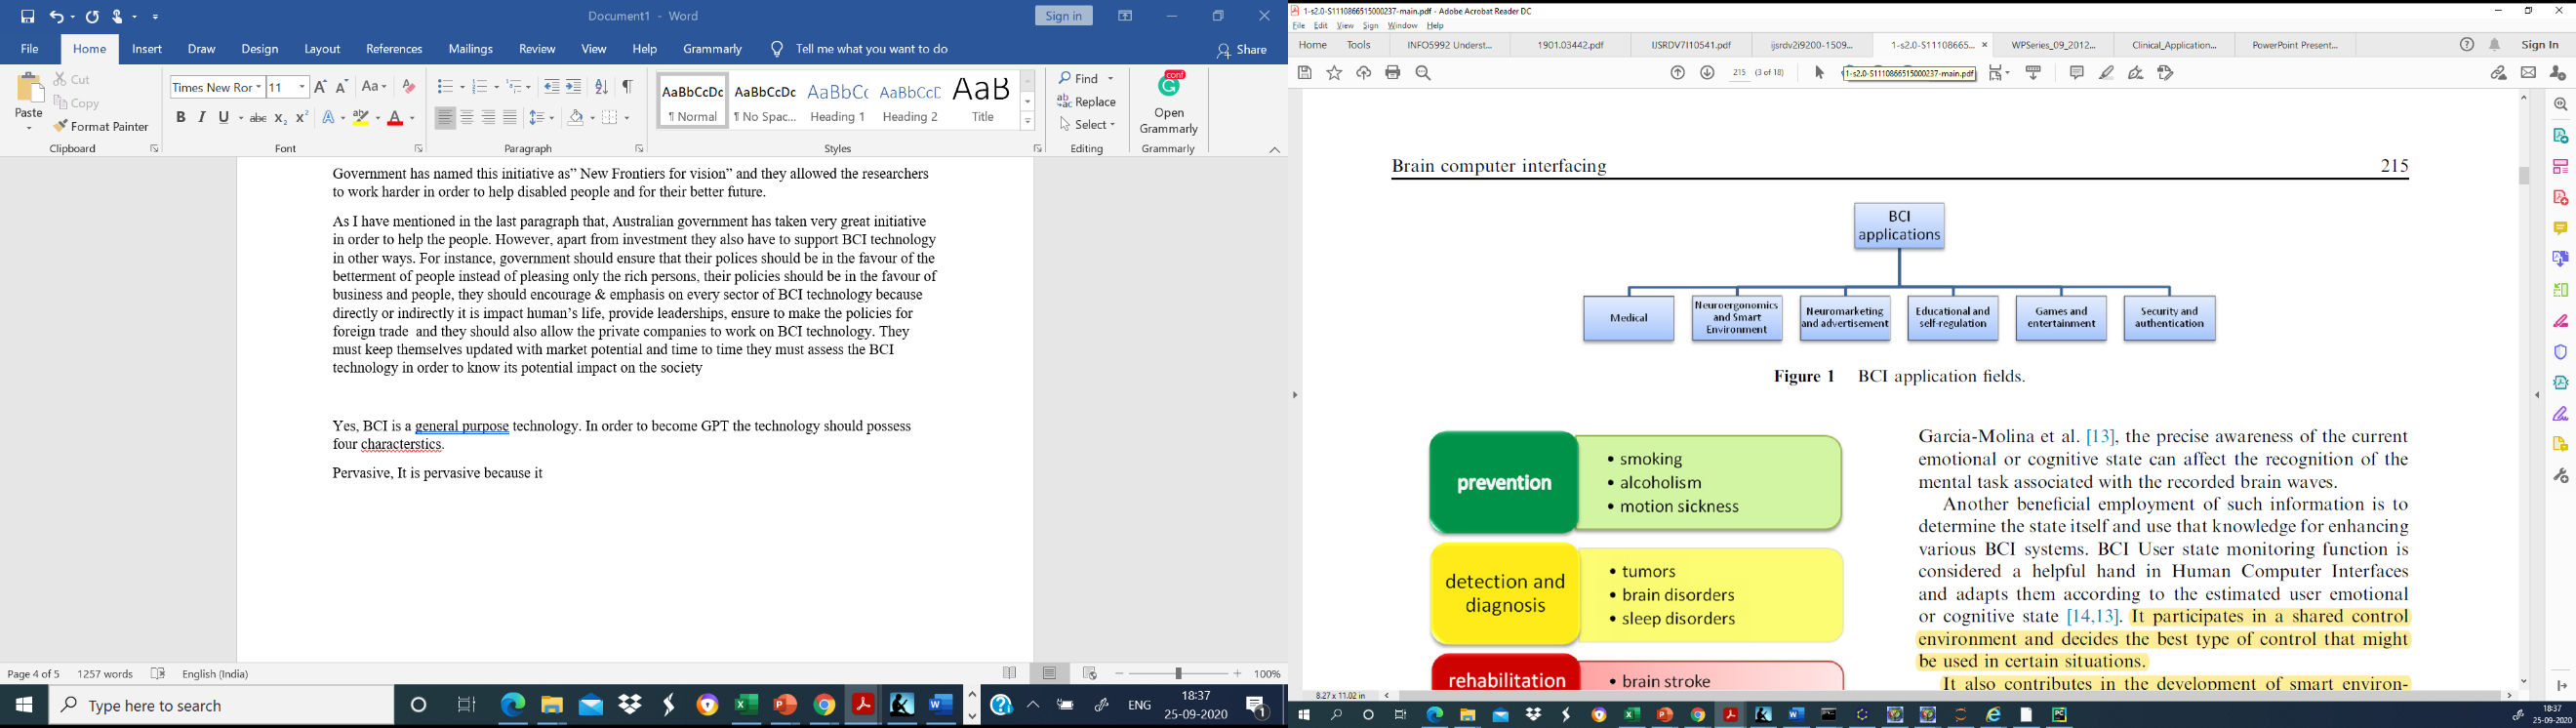 Document1 - Word
Sign in
File Home Insert Draw Design Layout References Mailings Review View Help Grammarly Tell me what you want to do Share
Paste
Cut
Copy
Format Painter
Clipboard
Times New Ror 11
Font
Paragraph
AaBbCcDc AaBbCcDc AaBbCc AaBbCcC AaB
¶ Normal ¶ No Spac... Heading 1 Heading 2 Title
Styles
Find
Replace
Select
Editing
Open
Grammarly
Grammarly
Government has named this initiative as” New Frontiers for vision” and they allowed the researchers
to work harder in order to help disabled people and for their better future.
As I have mentioned in the last paragraph that, Australian government has taken very great initiative
in order to help the people. However, apart from investment they also have to support BCI technology
in other ways. For instance, government should ensure that their polices should be in the favour of the
betterment of people instead of pleasing only the rich persons, their policies should be in the favour of
business and people, they should encourage & emphasis on every sector of BCI technology because
directly or indirectly it is impact human’s life, provide leaderships, ensure to make the policies for
foreign trade and they should also allow the private companies to work on BCI technology. They
must keep themselves updated with market potential and time to time they must assess the BCI
technology in order to know its potential impact on the society
Yes, BCI is a general purpose technology. In order to become GPT the technology should possess
four characterstics.
Pervasive, It is pervasive because it
Page 4 of 5 1257 words English (India) 100%
Type here to search
ENG
18:37
25-09-2020
1-s2.0-S1110866515000237-main.pdf - Adobe Acrobat Reader DC
File Edit View Sign Window Help
Home Tools INFO5992 Underst... 1901.03442.pdf IJSRDV7I10541.pdf ijsrdv2i9200-1509... 1-s2.0-S11108665... × WPSeries_09_2012... Clinical_Application... PowerPoint Present... Sign In
215 (3 of 18)
1-s2.0-S1110866515000237-main.pdf
Brain computer interfacing 215
BCI
applications
Medical
Neuroergonomics
and Smart
Environment
Neuromarketing
and advertisement
Educational and
self-regulation
Games and
entertainment
Security and
authentication
Figure 1 BCI application fields.
prevention
• smoking
• alcoholism
• motion sickness
detection and
diagnosis
• tumors
• brain disorders
• sleep disorders
rehabilitation
• brain stroke
Garcia-Molina et al. [13], the precise awareness of the current
emotional or cognitive state can affect the recognition of the
mental task associated with the recorded brain waves.
Another beneficial employment of such information is to
determine the state itself and use that knowledge for enhancing
various BCI systems. BCI User state monitoring function is
considered a helpful hand in Human Computer Interfaces
and adapts them according to the estimated user emotional
or cognitive state [14,13]. It participates in a shared control
environment and decides the best type of control that might
be used in certain situations.
It also contributes in the development of smart environ-
8.27 x 11.02 in
18:37
25-09-2020